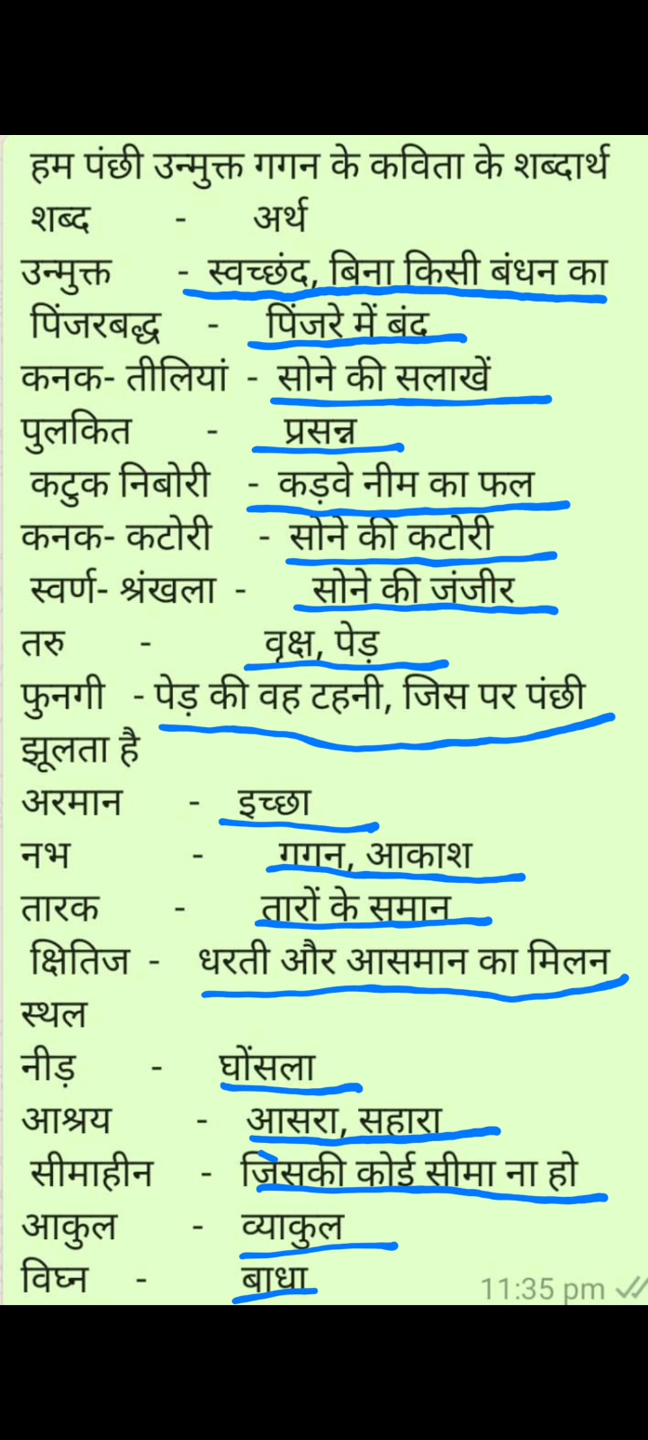 हम पंछी उन्मुक्त गगन के कविता के शब्दार्थ
शब्द - अर्थ
उन्मुक्त - स्वच्छंद, बिना किसी बंधन का
पिंजरबद्ध - पिंजरे में बंद
कनक- तीलियां - सोने की सलाखें
पुलकित - प्रसन्न
कटुक निबोरी - कड़वे नीम का फल
कनक- कटोरी - सोने की कटोरी
स्वर्ण- श्रंखला - सोने की जंजीर
तरु - वृक्ष, पेड़
फुनगी - पेड़ की वह टहनी, जिस पर पंछी
झूलता है
अरमान - इच्छा
नभ - गगन, आकाश
तारक - तारों के समान
क्षितिज - धरती और आसमान का मिलन
स्थल
नीड़ - घोंसला
आश्रय - आसरा, सहारा
सीमाहीन - जिसकी कोई सीमा ना हो
आकुल - व्याकुल
विघ्न - बाधा
11:35 pm